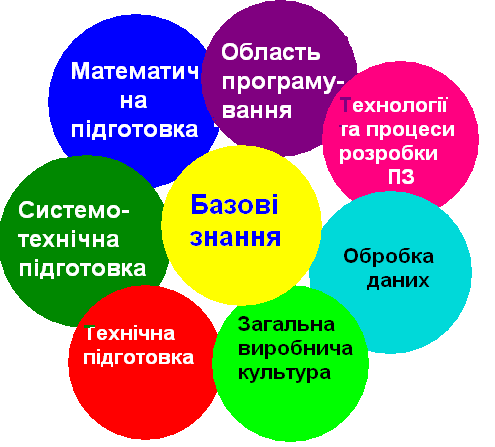 Математич
на
підготовка
Область
програму-
вання
Технології
та процеси
розробки
ПЗ
Системо-
технічна
підготовка
Базові
знання
Обробка
даних
Технічна
підготовка
Загальна
виробнича
культура